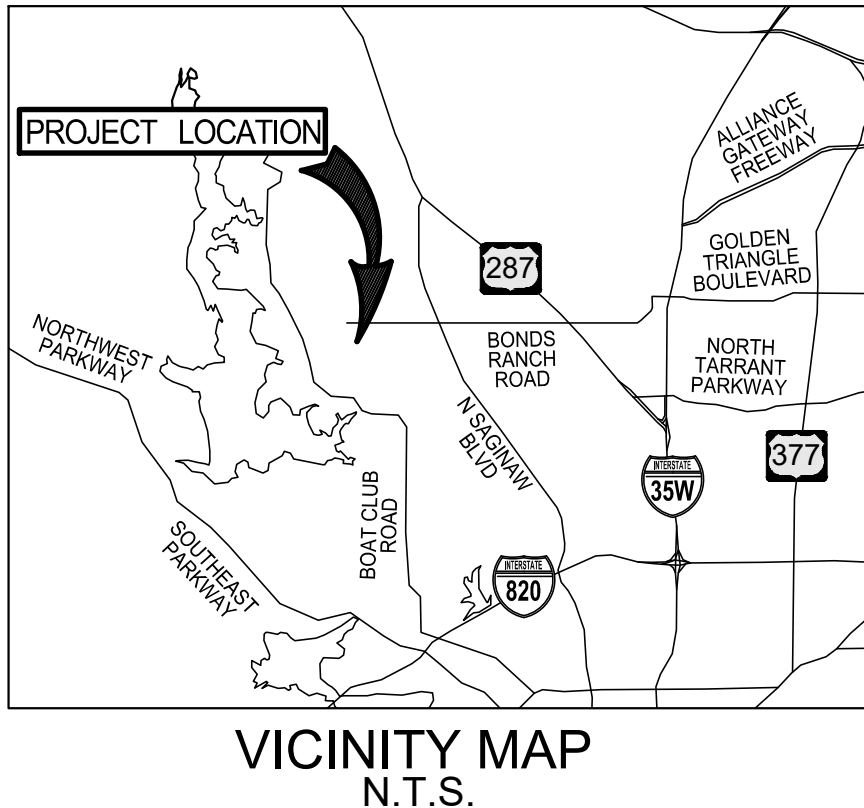 PROJECT LOCATION
ALLIANCE
GATEWAY
FREEWAY
287
GOLDEN
TRIANGLE
BOULEVARD
NORTHWEST
PARKWAY
BONDS
RANCH
ROAD
NORTH
TARRANT
PARKWAY
N SAGINAW
BLVD
377
INTERSTATE
35W
BOAT CLUB
ROAD
SOUTHEAST
PARKWAY
INTERSTATE
820
VICINITY MAP
N.T.S.